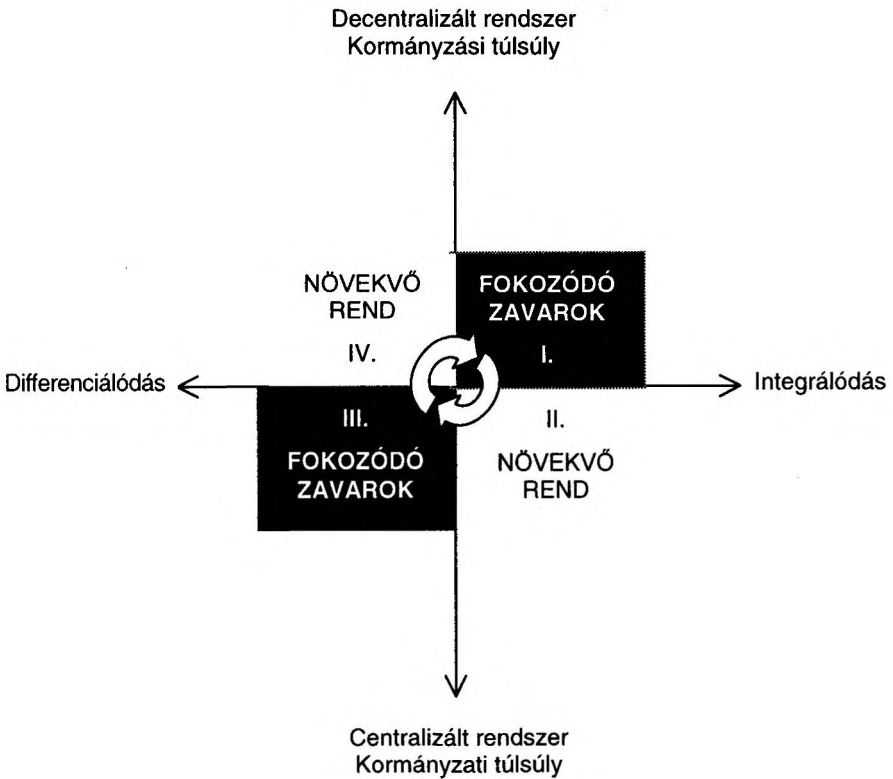 Decentralizált rendszer
Kormányzási túlsúly
NÖVEKVŐ
REND
IV.
FOKOZÓDÓ
ZAVAROK
I.
Differenciálódás
Integrálódás
III.
FOKOZÓDÓ
ZAVAROK
II.
NÖVEKVŐ
REND
Centralizált rendszer
Kormányzati túlsúly